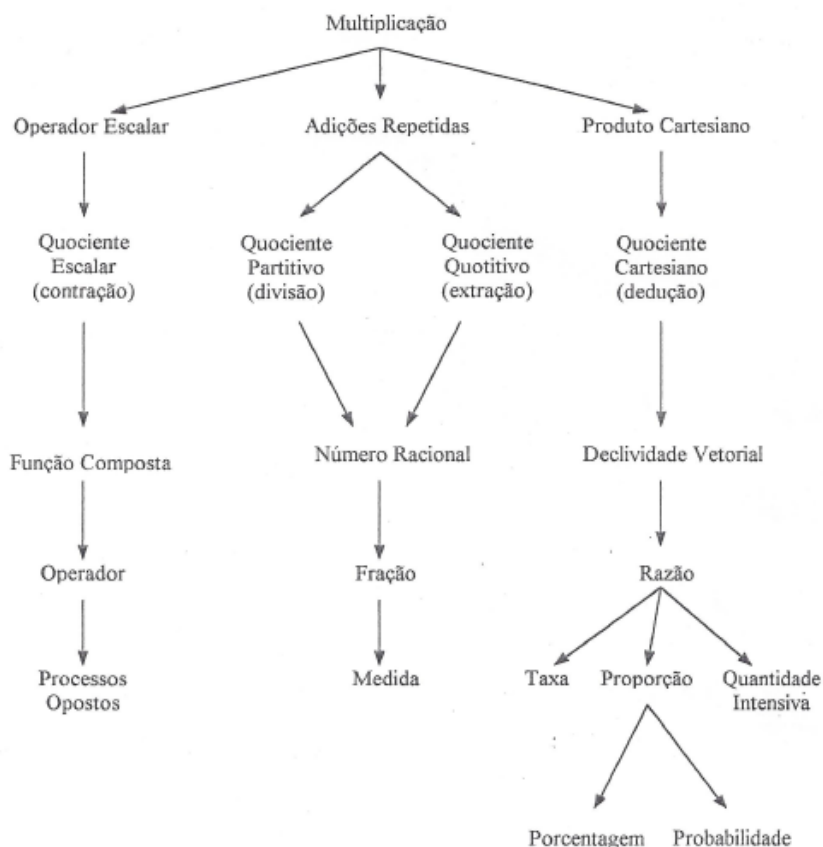 Multiplicação
Operador Escalar
Adições Repetidas
Produto Cartesiano
Quociente
Escalar
(contração)
Quociente
Partitivo
(divisão)
Quociente
Quotitivo
(extração)
Quociente
Cartesiano
(dedução)
Função Composta
Número Racional
Declividade Vetorial
Operador
Fração
Razão
Processos
Opostos
Medida
Taxa
Proporção
Quantidade
Intensiva
Porcentagem
Probabilidade